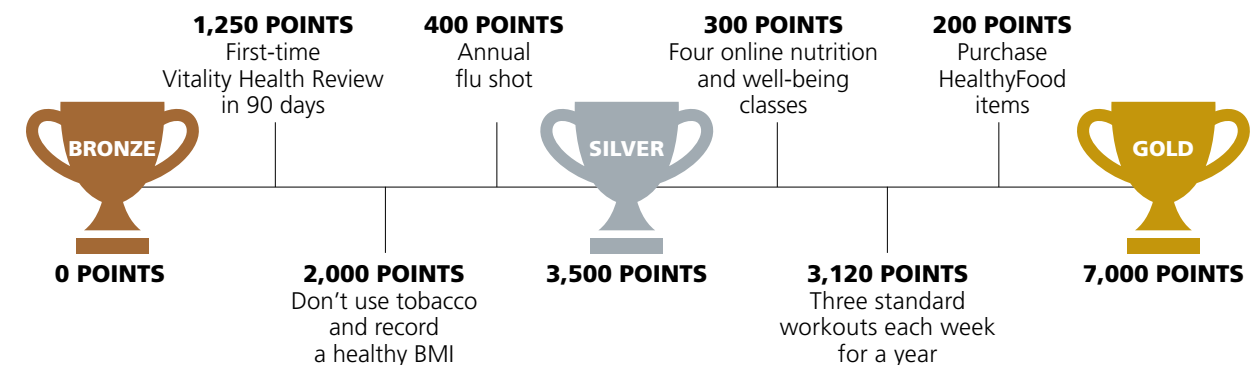 1,250 POINTS
First-time
Vitality Health Review
in 90 days
400 POINTS
Annual
flu shot
300 POINTS
Four online nutrition
and well-being
classes
200 POINTS
Purchase
HealthyFood
items
BRONZE
SILVER
GOLD
0 POINTS
2,000 POINTS
Don’t use tobacco
and record
a healthy BMI
3,500 POINTS
3,120 POINTS
Three standard
workouts each week
for a year
7,000 POINTS